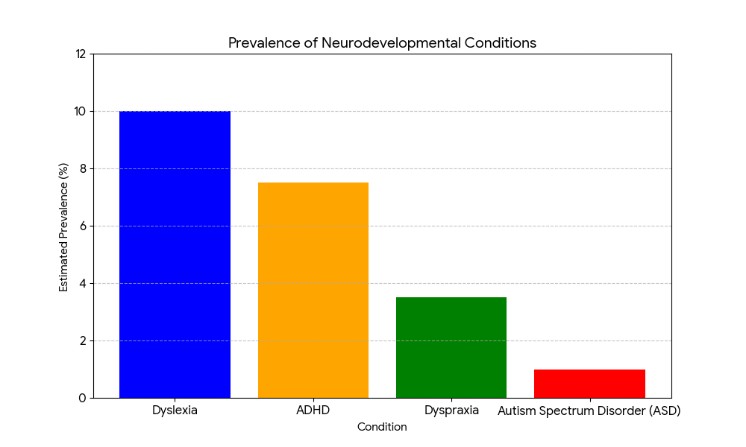 Prevalence of Neurodevelopmental Conditions
12
10
8
6
4
2
0
Estimated Prevalence (%)
Dyslexia ADHD Dyspraxia Autism Spectrum Disorder (ASD)
Condition